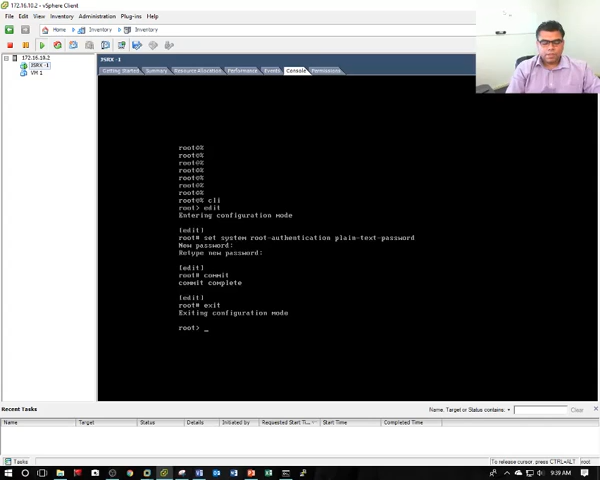 172.16.10.2 - vSphere Client
File Edit View Inventory Administration Plug-ins Help
Home Inventory Inventory
172.16.10.2
JSRX -1
VM 1
JSRX -1
Getting Started Summary Resource Allocation Performance Events Console Permissions
root@%
root@%
root@%
root@%
root@%
root@%
root@%
root@% cli
root> edit
Entering configuration mode
[edit]
root# set system root-authentication plain-text-password
New password:
Retype new password:
[edit]
root# commit
commit complete
[edit]
root# exit
Exiting configuration mode
root> _
Recent Tasks
Name, Target or Status contains:
Clear
Name Target Status Details Initiated by Requested Start Ti... Start Time Completed Time
Tasks
To release cursor, press CTRL+ALT
root
9:39 AM